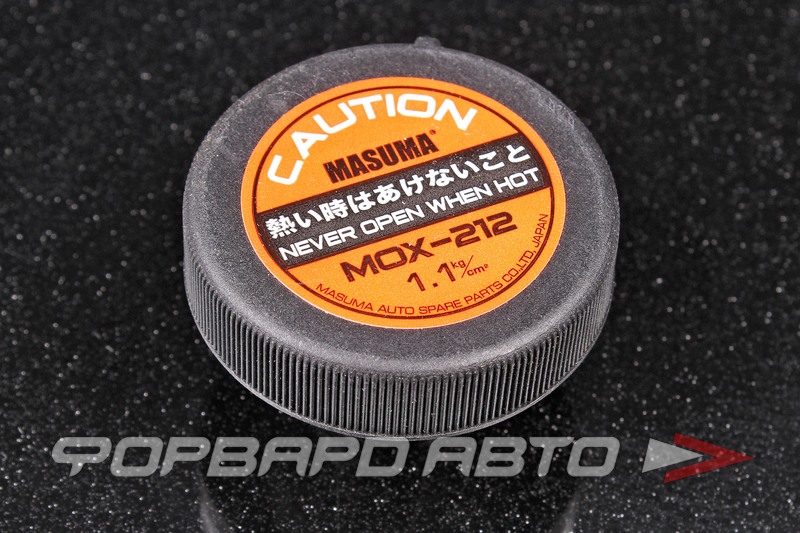 CAUTION
MASUMA®
熱い時はあけないこと
NEVER OPEN WHEN HOT
MOX-212
1.1kg/cm²
MASUMA AUTO SPARE PARTS CO.,LTD, JAPAN
ФОРВАРД АВТО